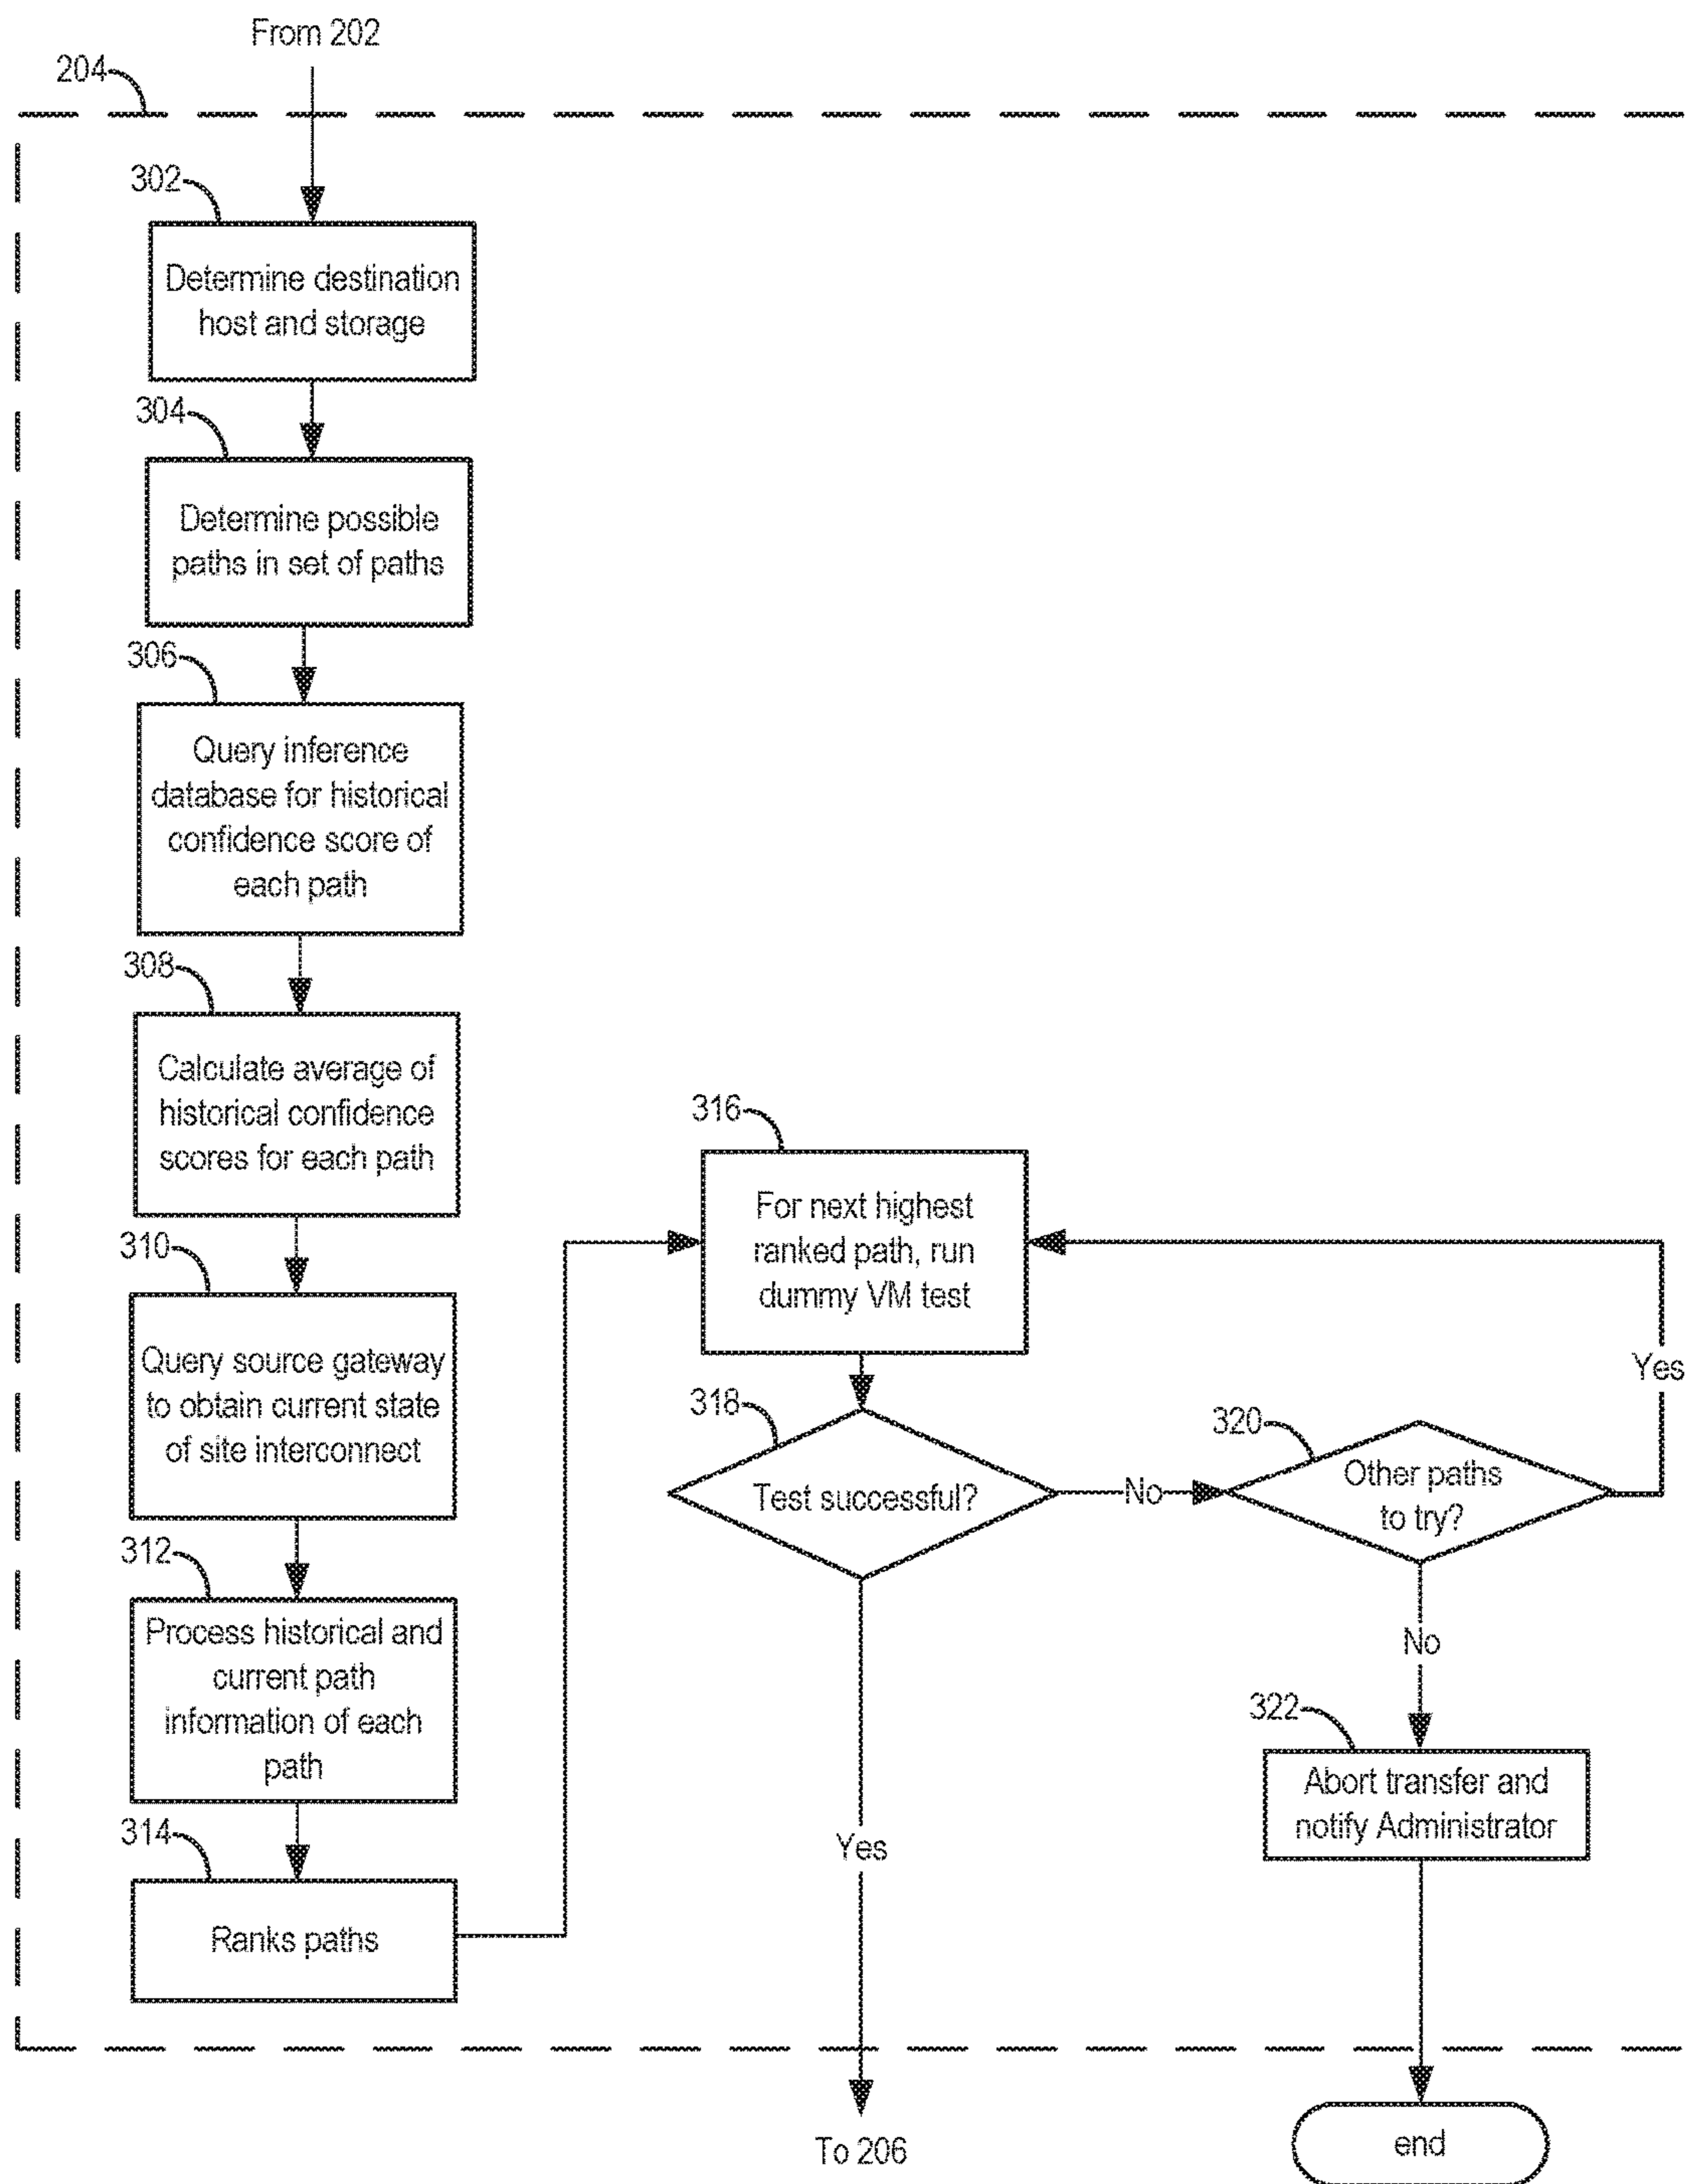 From 202
204
302
Determine destination
host and storage
304
Determine possible
paths in set of paths
306
Query inference
database for historical
confidence score of
each path
308
Calculate average of
historical confidence
scores for each path
310
Query source gateway
to obtain current state
of site interconnect
312
Process historical and
current path
information of each
path
314
Ranks paths
316
For next highest
ranked path, run
dummy VM test
318
Test successful?
No
Yes
To 206
320
Other paths
to try?
Yes
No
322
Abort transfer and
notify Administrator
end